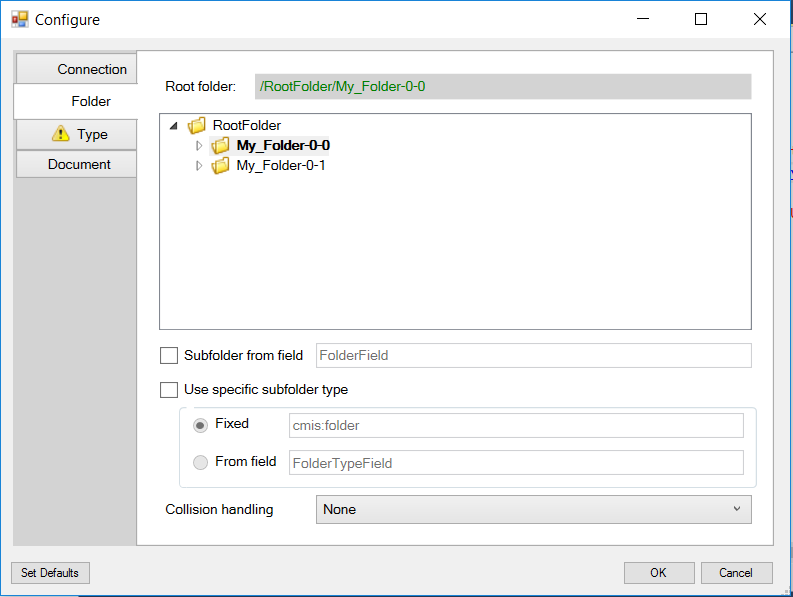 Configure
Connection
Folder
Type
Document
Root folder: /RootFolder/My_Folder-0-0
RootFolder
My_Folder-0-0
My_Folder-0-1
Subfolder from field FolderField
Use specific subfolder type
Fixed cmis:folder
From field FolderTypeField
Collision handling None
Set Defaults OK Cancel